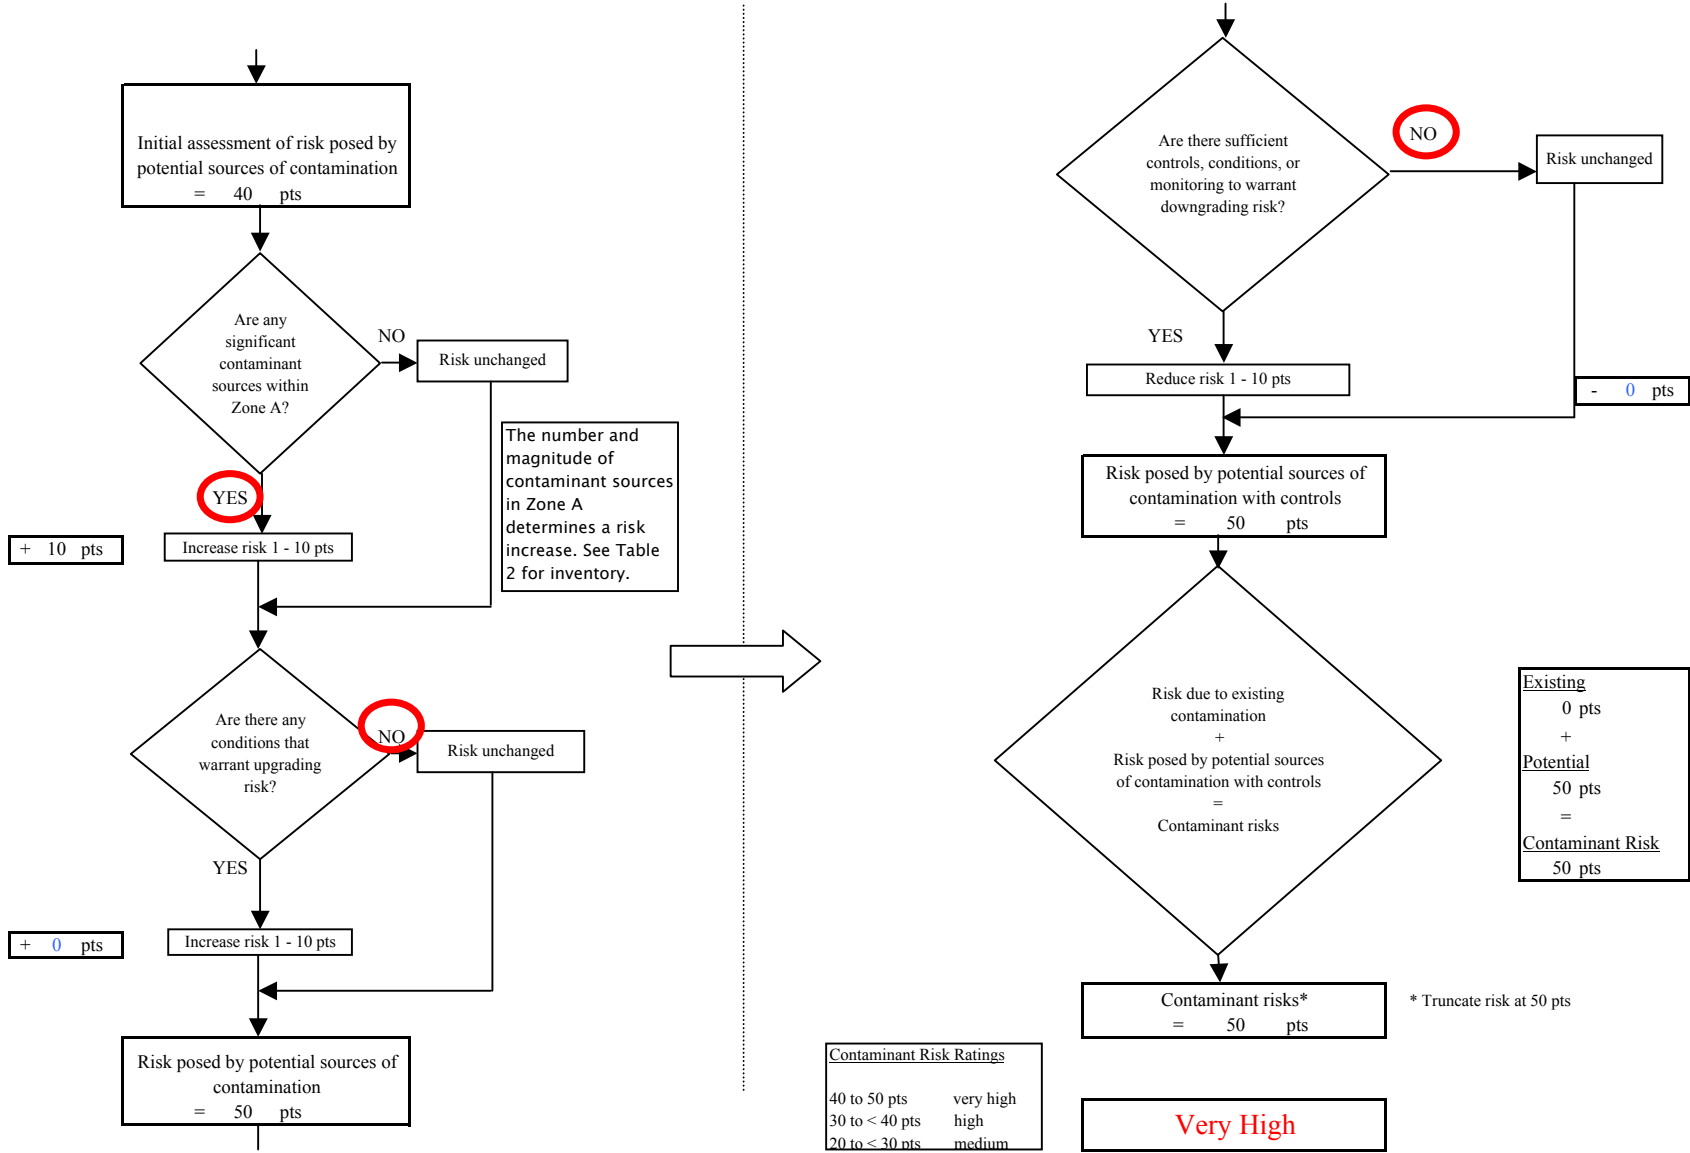 Initial assessment of risk posed by
potential sources of contamination
= 40 pts
Are any
significant
contaminant
sources within
Zone A?
NO
Risk unchanged
The number and
magnitude of
contaminant sources
in Zone A
determines a risk
increase. See Table
2 for inventory.
YES
+ 10 pts
Increase risk 1 - 10 pts
Are there any
conditions that
warrant upgrading
risk?
NO
Risk unchanged
YES
+ 0 pts
Increase risk 1 - 10 pts
Risk posed by potential sources of
contamination
= 50 pts
Are there sufficient
controls, conditions, or
monitoring to warrant
downgrading risk?
NO
Risk unchanged
YES
Reduce risk 1 - 10 pts
- 0 pts
Risk posed by potential sources of
contamination with controls
= 50 pts
Risk due to existing
contamination
+
Risk posed by potential sources
of contamination with controls
=
Contaminant risks
Existing
0 pts
+
Potential
50 pts
=
Contaminant Risk
50 pts
Contaminant risks*
= 50 pts
* Truncate risk at 50 pts
Contaminant Risk Ratings
40 to 50 pts very high
30 to < 40 pts high
20 to < 30 pts medium
Very High